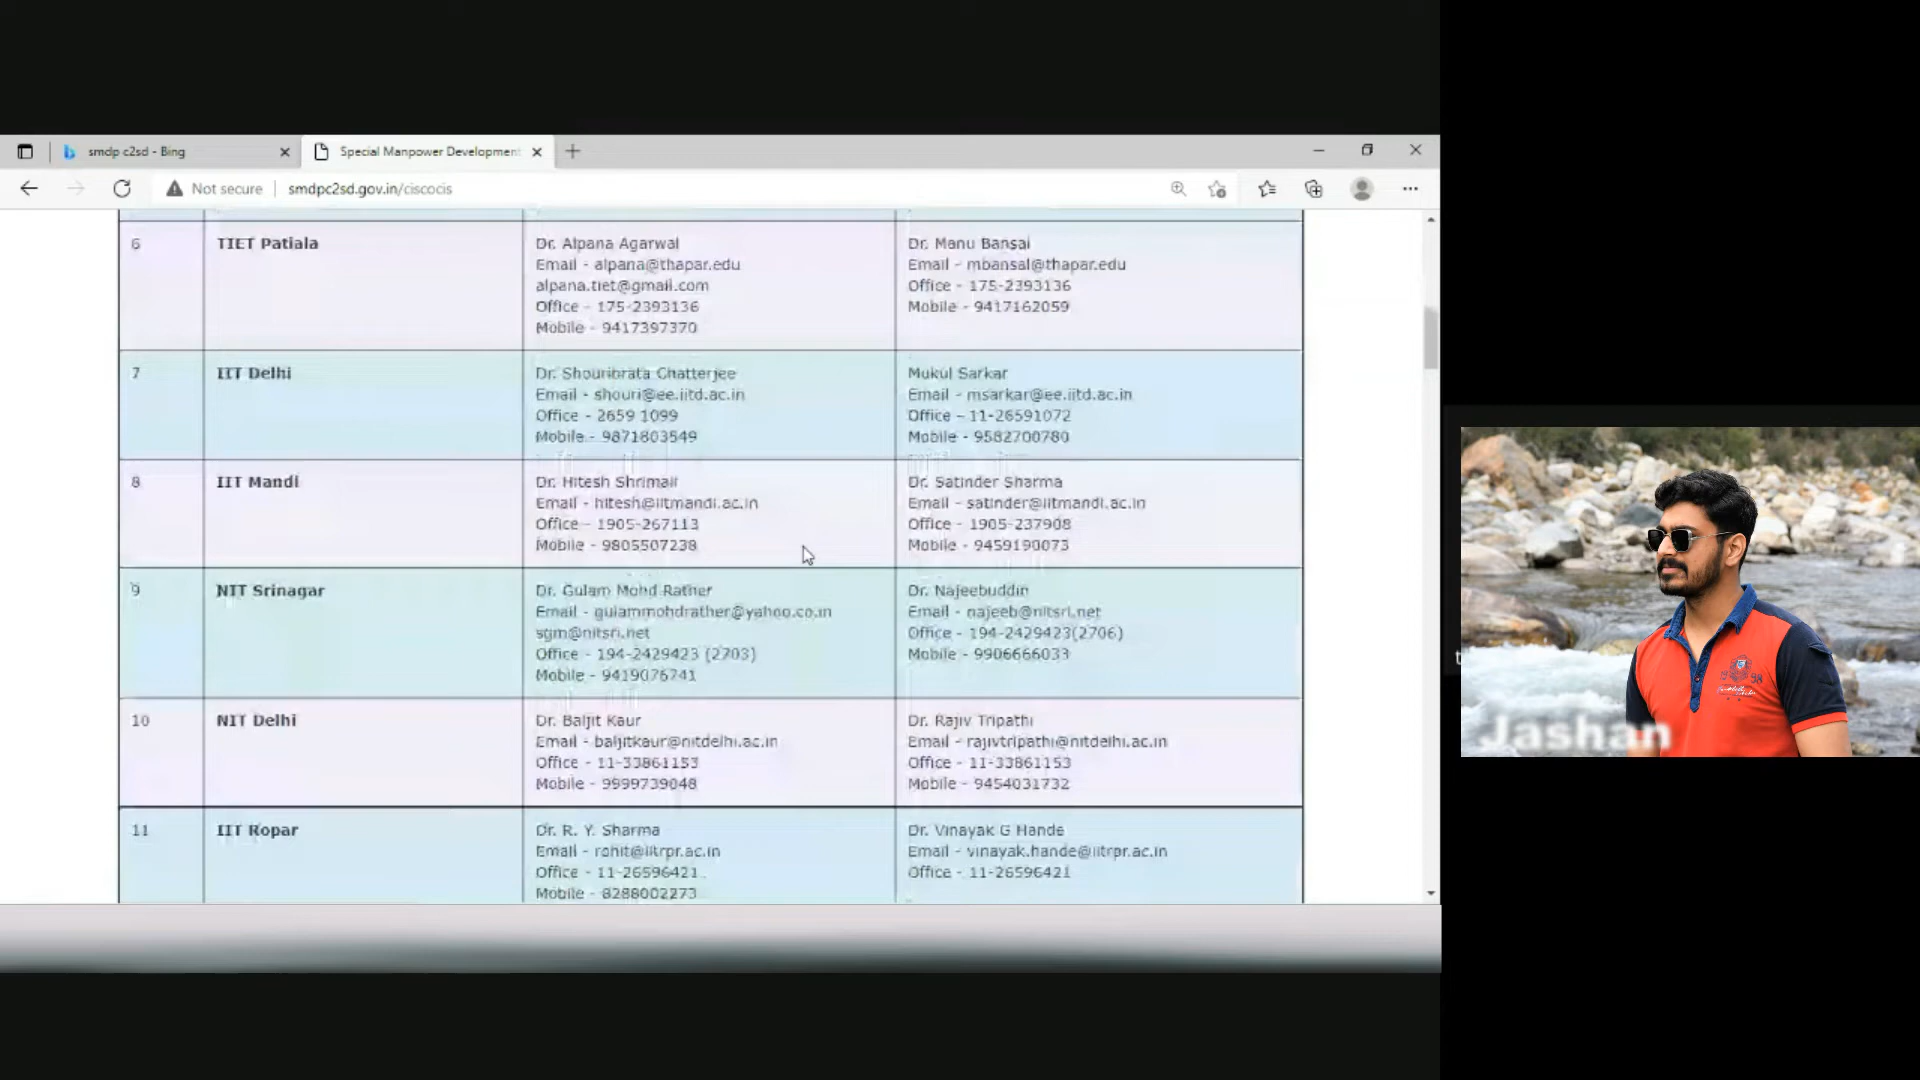 smdp c2sd - Bing
Special Manpower Development
Not secure
smdpc2sd.gov.in/ciscocis
6
TIET Patiala
Dr. Alpana Agarwal
Email - alpana@thapar.edu
alpana.tiet@gmail.com
Office - 175-2393136
Mobile - 9417397370
Dr. Manu Bansal
Email - mbansal@thapar.edu
Office - 175-2393136
Mobile - 9417162059
7
IIT Delhi
Dr. Shouribrata Chatterjee
Email - shouri@ee.iitd.ac.in
Office - 2659 1099
Mobile - 9871803549
Mukul Sarkar
Email - msarkar@ee.iitd.ac.in
Office - 11-26591072
Mobile - 9582700780
8
IIT Mandi
Dr. Hitesh Shrimali
Email - hitesh@iitmandi.ac.in
Office - 1905-267113
Mobile - 9805507238
Dr. Satinder Sharma
Email - satinder@iitmandi.ac.in
Office - 1905-237908
Mobile - 9459190073
9
NIT Srinagar
Dr. Gulam Mohd Rather
Email - gulammohdrather@yahoo.co.in
sgm@nitsri.net
Office - 194-2429423 (2703)
Mobile - 9419076741
Dr. Najeebuddin
Email - najeeb@nitsri.net
Office - 194-2429423(2706)
Mobile - 9906666033
10
NIT Delhi
Dr. Baljit Kaur
Email - baljitkaur@nitdelhi.ac.in
Office - 11-33861153
Mobile - 9999739048
Dr. Rajiv Tripathi
Email - rajivtripathi@nitdelhi.ac.in
Office - 11-33861153
Mobile - 9454031732
11
IIT Ropar
Dr. R. Y. Sharma
Email - rohit@iitrpr.ac.in
Office - 11-26596421
Mobile - 8288002273
Dr. Vinayak G Hande
Email - vinayak.hande@iitrpr.ac.in
Office - 11-26596421
Jashan